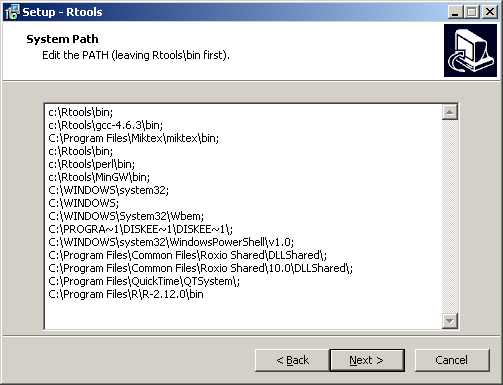 Setup - Rtools
System Path
Edit the PATH (leaving Rtools\bin first).
c:\Rtools\bin;
c:\Rtools\gcc-4.6.3\bin;
C:\Program Files\Miktex\miktex\bin;
c:\Rtools\bin;
c:\Rtools\perl\bin;
c:\Rtools\MinGW\bin;
C:\WINDOWS\system32;
C:\WINDOWS;
C:\WINDOWS\System32\Wbem;
C:\PROGRA~1\DISKEE~1\DISKEE~1\;
C:\WINDOWS\system32\WindowsPowerShell\v1.0;
C:\Program Files\Common Files\Roxio Shared\DLLShared\;
C:\Program Files\Common Files\Roxio Shared\10.0\DLLShared\;
C:\Program Files\QuickTime\QTSystem\;
C:\Program Files\R\R-2.12.0\bin
< Back Next > Cancel